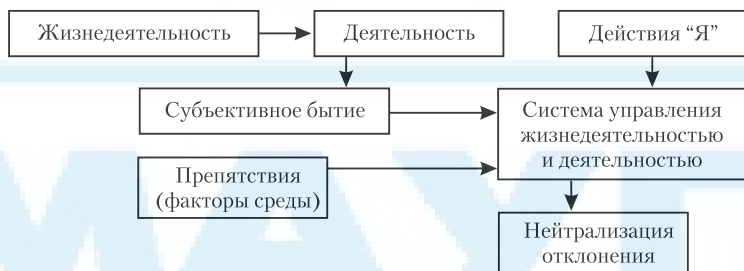 Жизнедеятельность
Деятельность
Действия “Я”
Субъективное бытие
Система управления
жизнедеятельностью
и деятельностью
Препятствия
(факторы среды)
Нейтрализация
отклонения